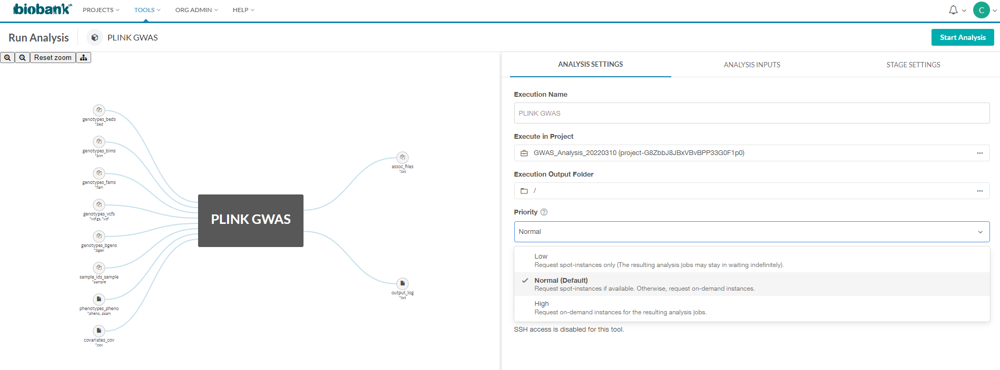 biobank uk
PROJECTS
TOOLS
ORG ADMIN
HELP
C
Run Analysis
PLINK GWAS
Start Analysis
Reset zoom
genotypes_beds
*.bed
genotypes_bims
*.bim
genotypes_fams
*.fam
genotypes_vcfs
*.vcf.gz, *.vcf
genotypes_bgens
*.bgen
sample_ids_sample
*.sample
phenotypes_pheno
*.pheno, .psam
covariates_cov
*.cov
PLINK GWAS
assoc_files
*.txt
output_log
*.txt
ANALYSIS SETTINGS
ANALYSIS INPUTS
STAGE SETTINGS
Execution Name
PLINK GWAS
Execute in Project
GWAS_Analysis_20220310 (project-G8ZbbJ8JBxVBvBPP33G0F1p0)
...
Execution Output Folder
/
...
Priority ?
Normal
Low
Request spot-instances only (The resulting analysis jobs may stay in waiting indefinitely).
Normal (Default)
Request spot-instances if available. Otherwise, request on-demand instances.
High
Request on-demand instances for the resulting analysis jobs.
SSH access is disabled for this tool.